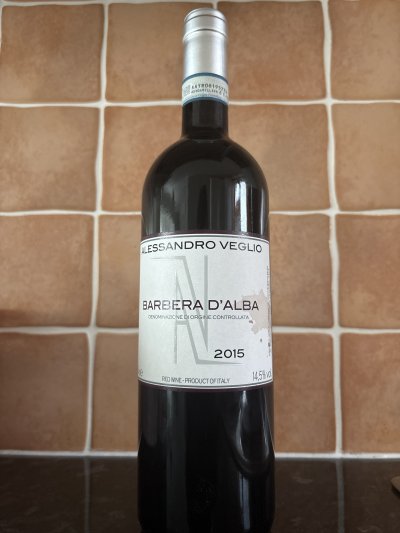 ALESSANDRO VEGLIO
BARBERA D'ALBA
DENOMINAZIONE DI ORIGINE CONTROLLATA
2015
14,5% vol
RED WINE - PRODUCT OF ITALY